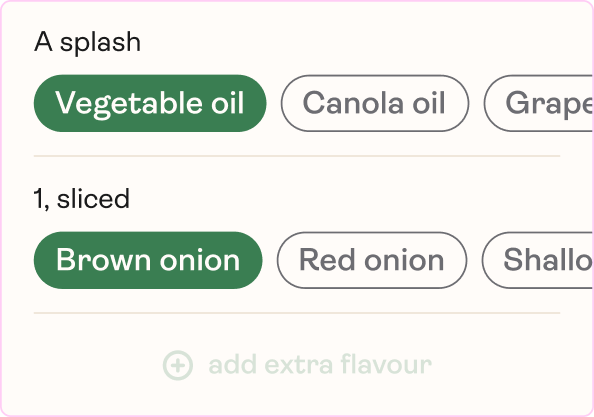 A splash
Vegetable oil Canola oil Grape
1, sliced
Brown onion Red onion Shallo
add extra flavour